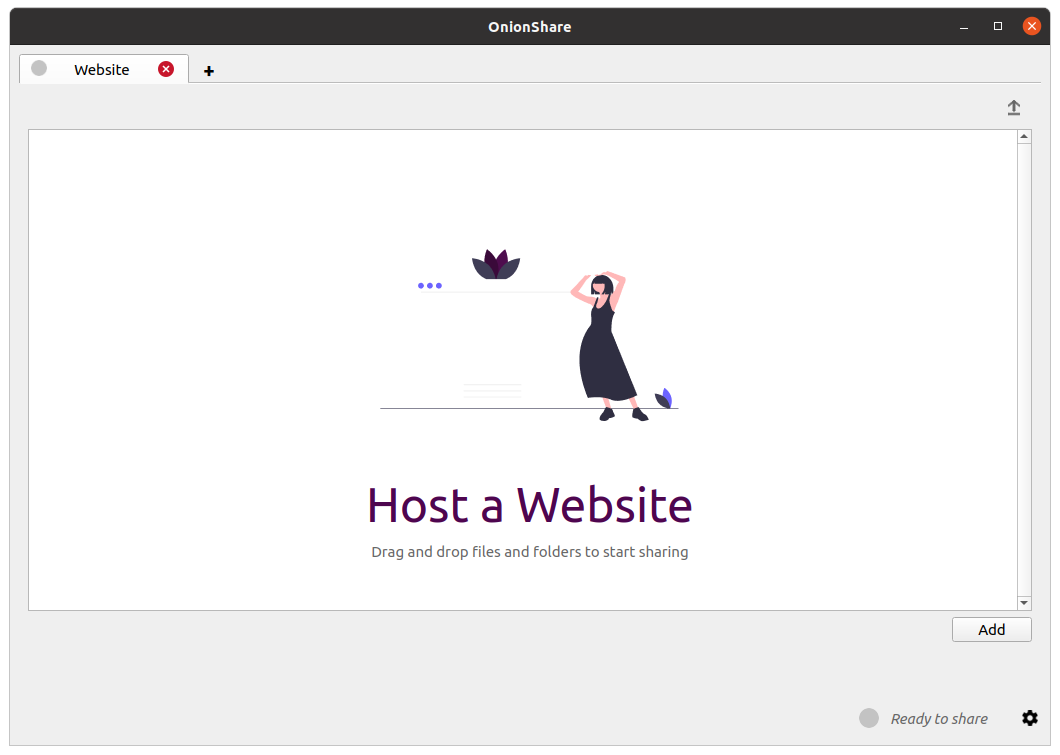 OnionShare
Website
Host a Website
Drag and drop files and folders to start sharing
Add
Ready to share